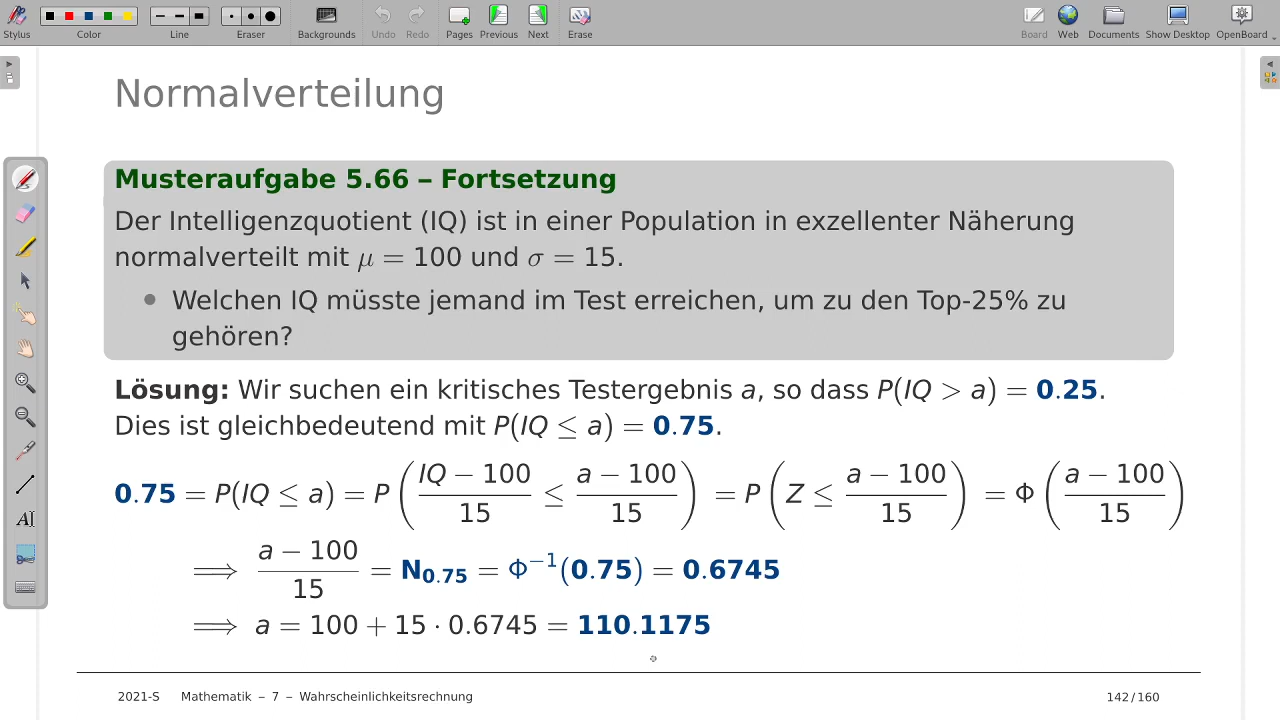 Stylus Color Line Eraser Backgrounds Undo Redo Pages Previous Next Erase Board Web Documents Show Desktop OpenBoard
Normalverteilung
Musteraufgabe 5.66 – Fortsetzung
Der Intelligenzquotient (IQ) ist in einer Population in exzellenter Näherung
normalverteilt mit μ = 100 und σ = 15.
• Welchen IQ müsste jemand im Test erreichen, um zu den Top-25% zu
gehören?
Lösung: Wir suchen ein kritisches Testergebnis a, so dass P(IQ > a) = 0.25.
Dies ist gleichbedeutend mit P(IQ ≤ a) = 0.75.
0.75 = P(IQ ≤ a) = P((IQ − 100)/15 ≤ (a − 100)/15) = P(Z ≤ (a − 100)/15) = Φ((a − 100)/15)
⟹ (a − 100)/15 = N₀.₇₅ = Φ⁻¹(0.75) = 0.6745
⟹ a = 100 + 15 · 0.6745 = 110.1175
2021-S Mathematik – 7 – Wahrscheinlichkeitsrechnung 142/160